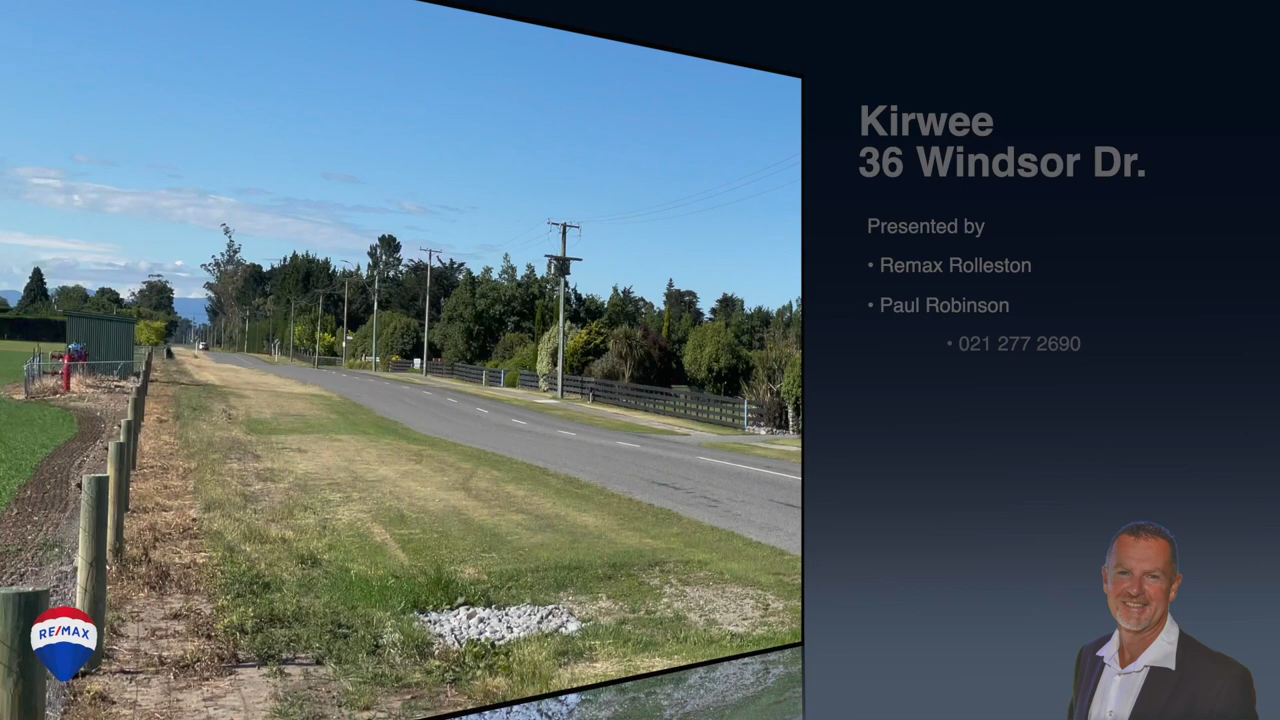 Kirwee
36 Windsor Dr.
Presented by
• Remax Rolleston
• Paul Robinson
• 021 277 2690
RE/MAX